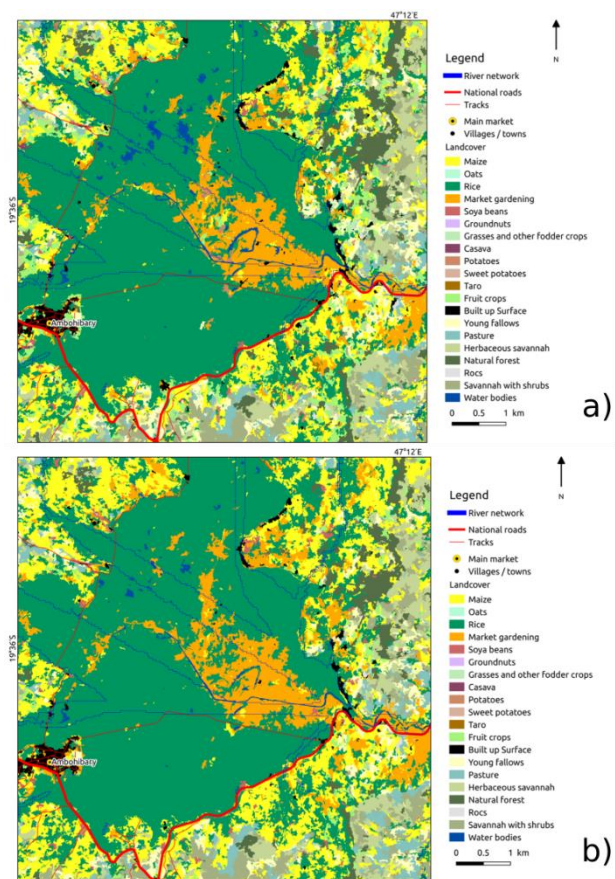 47°12'E
19°36'S
Ambohibary
Legend
River network
National roads
Tracks
Main market
Villages / towns
Landcover
Maize
Oats
Rice
Market gardening
Soya beans
Groundnuts
Grasses and other fodder crops
Casava
Potatoes
Sweet potatoes
Taro
Fruit crops
Built up Surface
Young fallows
Pasture
Herbaceous savannah
Natural forest
Rocs
Savannah with shrubs
Water bodies
0 0.5 1 km
N
a)
47°12'E
19°36'S
Ambohibary
Legend
River network
National roads
Tracks
Main market
Villages / towns
Landcover
Maize
Oats
Rice
Market gardening
Soya beans
Groundnuts
Grasses and other fodder crops
Casava
Potatoes
Sweet potatoes
Taro
Fruit crops
Built up Surface
Young fallows
Pasture
Herbaceous savannah
Natural forest
Rocs
Savannah with shrubs
Water bodies
0 0.5 1 km
N
b)